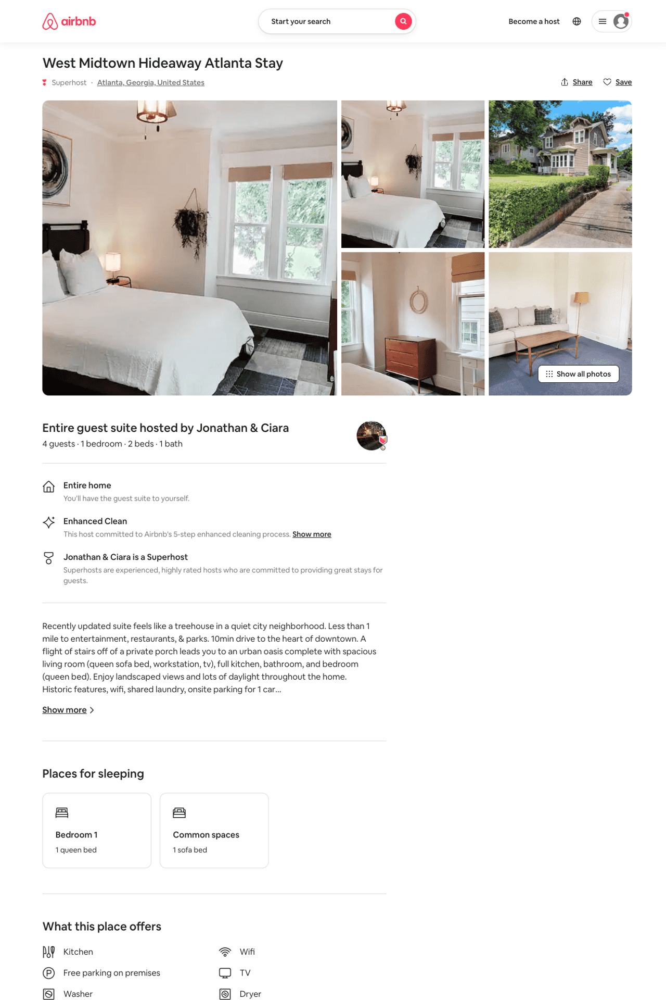 airbnb
Start your search
Become a host
West Midtown Hideaway Atlanta Stay
Superhost · Atlanta, Georgia, United States
Share
Save
Show all photos
Entire guest suite hosted by Jonathan & Ciara
4 guests · 1 bedroom · 2 beds · 1 bath
Entire home
You'll have the guest suite to yourself.
Enhanced Clean
This host committed to Airbnb's 5-step enhanced cleaning process. Show more
Jonathan & Ciara is a Superhost
Superhosts are experienced, highly rated hosts who are committed to providing great stays for
guests.
Recently updated suite feels like a treehouse in a quiet city neighborhood. Less than 1
mile to entertainment, restaurants, & parks. 10min drive to the heart of downtown. A
flight of stairs off of a private porch leads you to an urban oasis complete with spacious
living room (queen sofa bed, workstation, tv), full kitchen, bathroom, and bedroom
(queen bed). Enjoy landscaped views and lots of daylight throughout the home.
Historic features, wifi, shared laundry, onsite parking for 1 car…
Show more
Places for sleeping
Bedroom 1
1 queen bed
Common spaces
1 sofa bed
What this place offers
Kitchen
Wifi
Free parking on premises
TV
Washer
Dryer